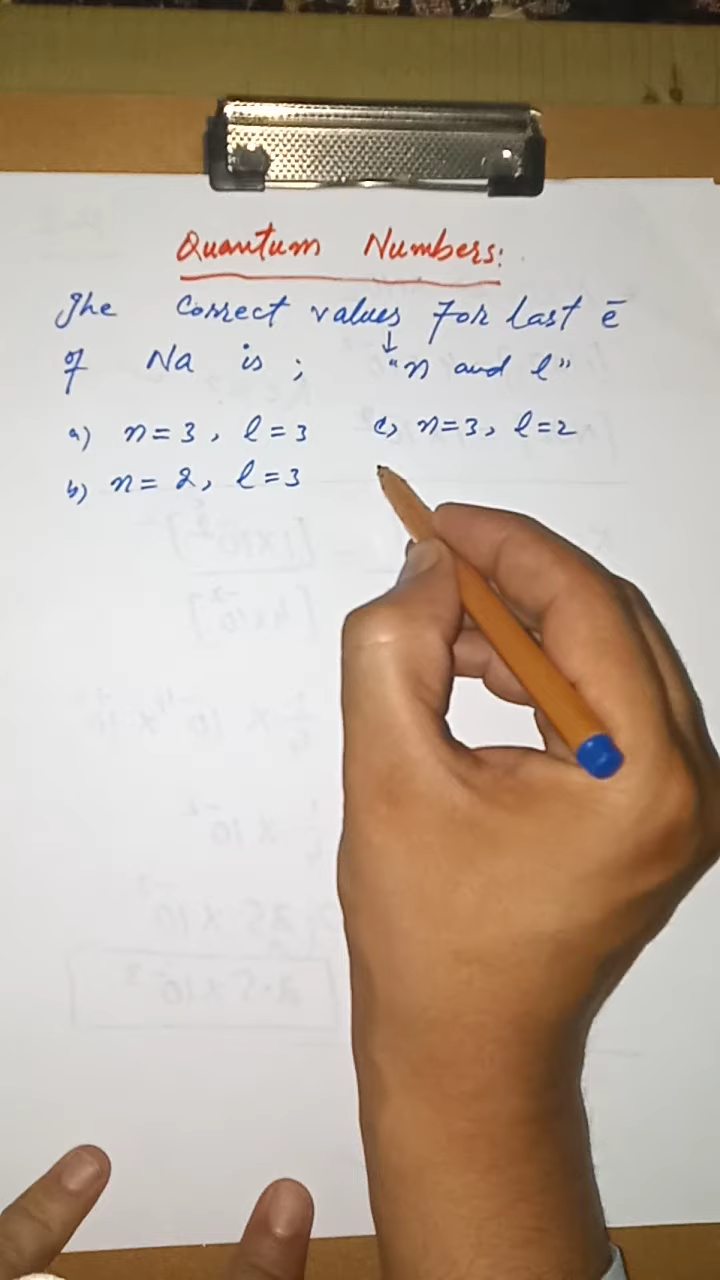 Quantum Numbers:
The Correct values for last ē
of Na is ; ↓ "n and l"
a) n = 3 , l = 3
c) n=3, l=2
b) n = 2, l = 3